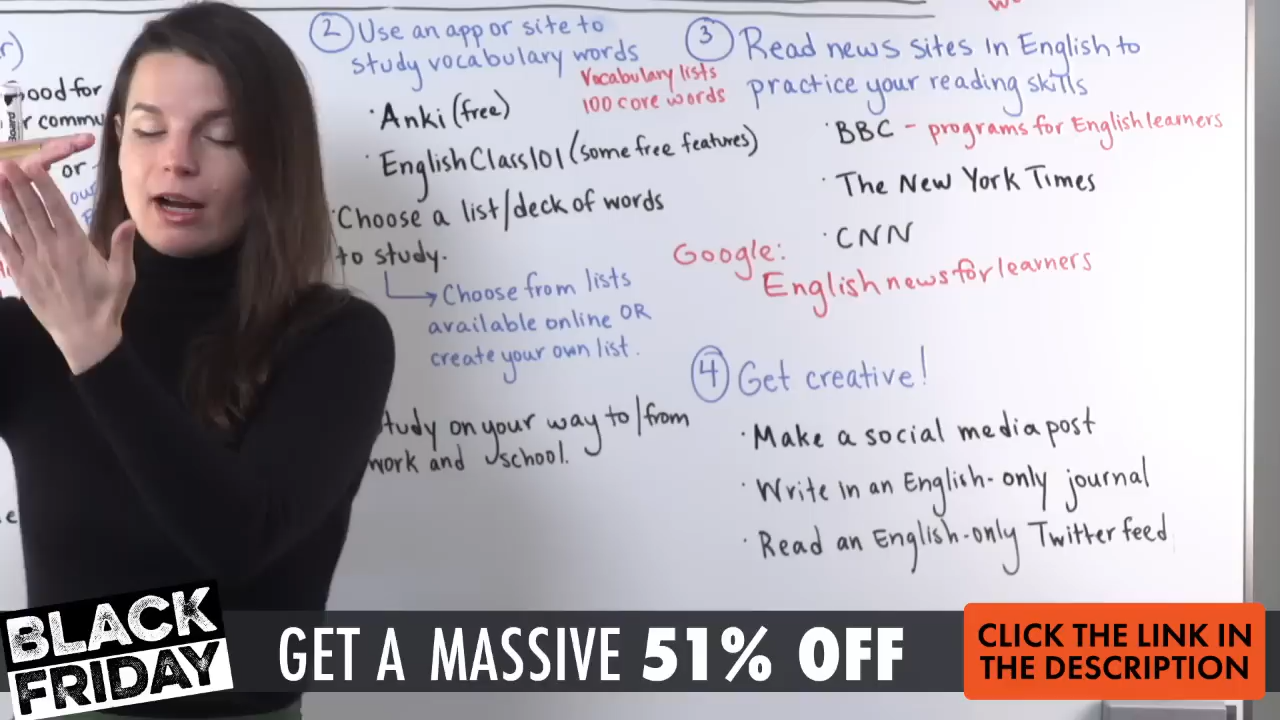 r)
ood for
r commu
or
ou
2 Use an app or site to
study vocabulary words
Vocabulary lists
100 core words
· Anki (free)
· EnglishClass101 (some free features)
Choose a list/deck of words
to study.
Choose from lists
available online OR
create your own list.
tudy on your way to/from
work and school.
3 Read news sites in English to
practice your reading skills
· BBC - programs for English learners
· The New York Times
· CNN
Google:
English news for learners
4 Get creative!
· Make a social media post
· Write in an English-only journal
· Read an English-only Twitter feed
BLACK
FRIDAY
GET A MASSIVE 51% OFF
CLICK THE LINK IN
THE DESCRIPTION